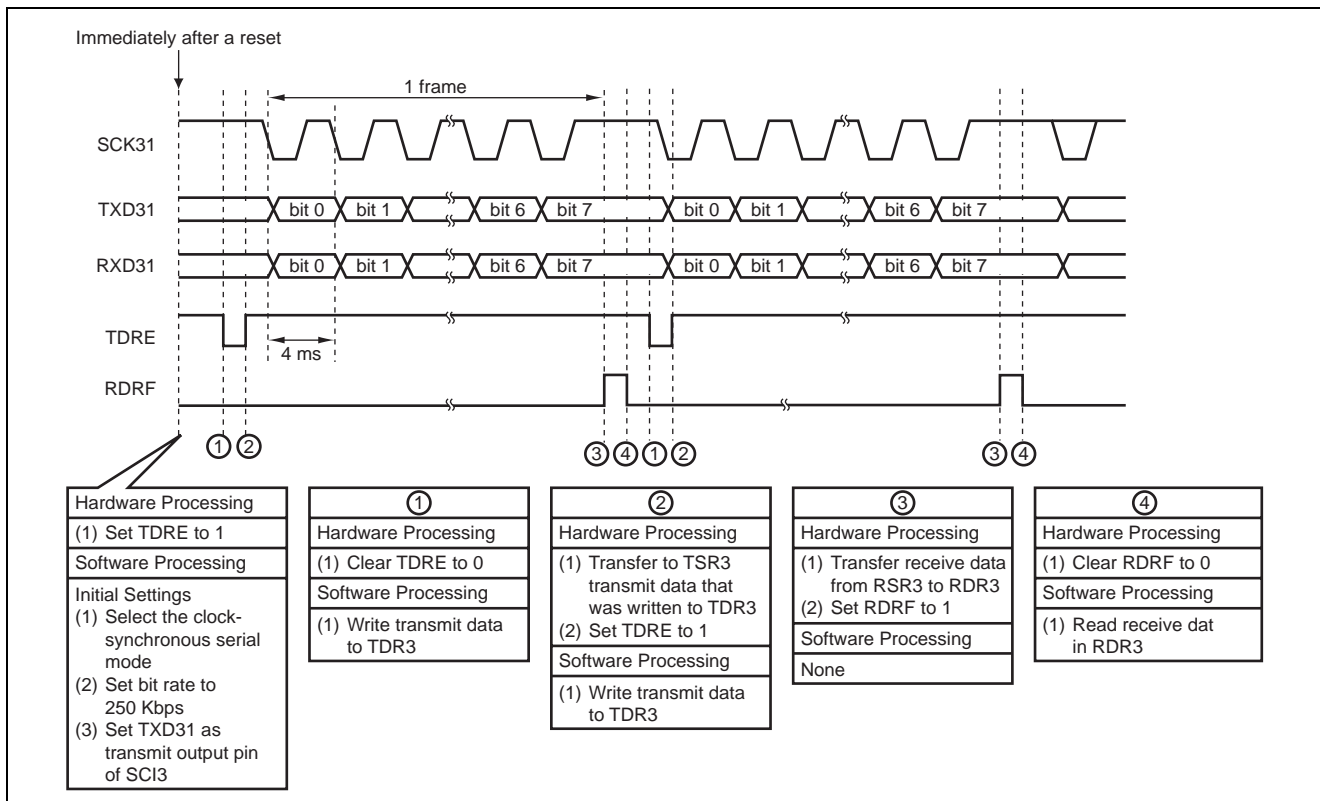 Immediately after a reset
1 frame
SCK31
TXD31 bit 0 bit 1 bit 6 bit 7 bit 0 bit 1 bit 6 bit 7
RXD31 bit 0 bit 1 bit 6 bit 7 bit 0 bit 1 bit 6 bit 7
TDRE
4 ms
RDRF
① ② ③ ④ ① ② ③ ④
Hardware Processing
(1) Set TDRE to 1
Software Processing
Initial Settings
(1) Select the clock-
synchronous serial
mode
(2) Set bit rate to
250 Kbps
(3) Set TXD31 as
transmit output pin
of SCI3
①
Hardware Processing
(1) Clear TDRE to 0
Software Processing
(1) Write transmit data
to TDR3
②
Hardware Processing
(1) Transfer to TSR3
transmit data that
was written to TDR3
(2) Set TDRE to 1
Software Processing
(1) Write transmit data
to TDR3
③
Hardware Processing
(1) Transfer receive data
from RSR3 to RDR3
(2) Set RDRF to 1
Software Processing
None
④
Hardware Processing
(1) Clear RDRF to 0
Software Processing
(1) Read receive dat
in RDR3